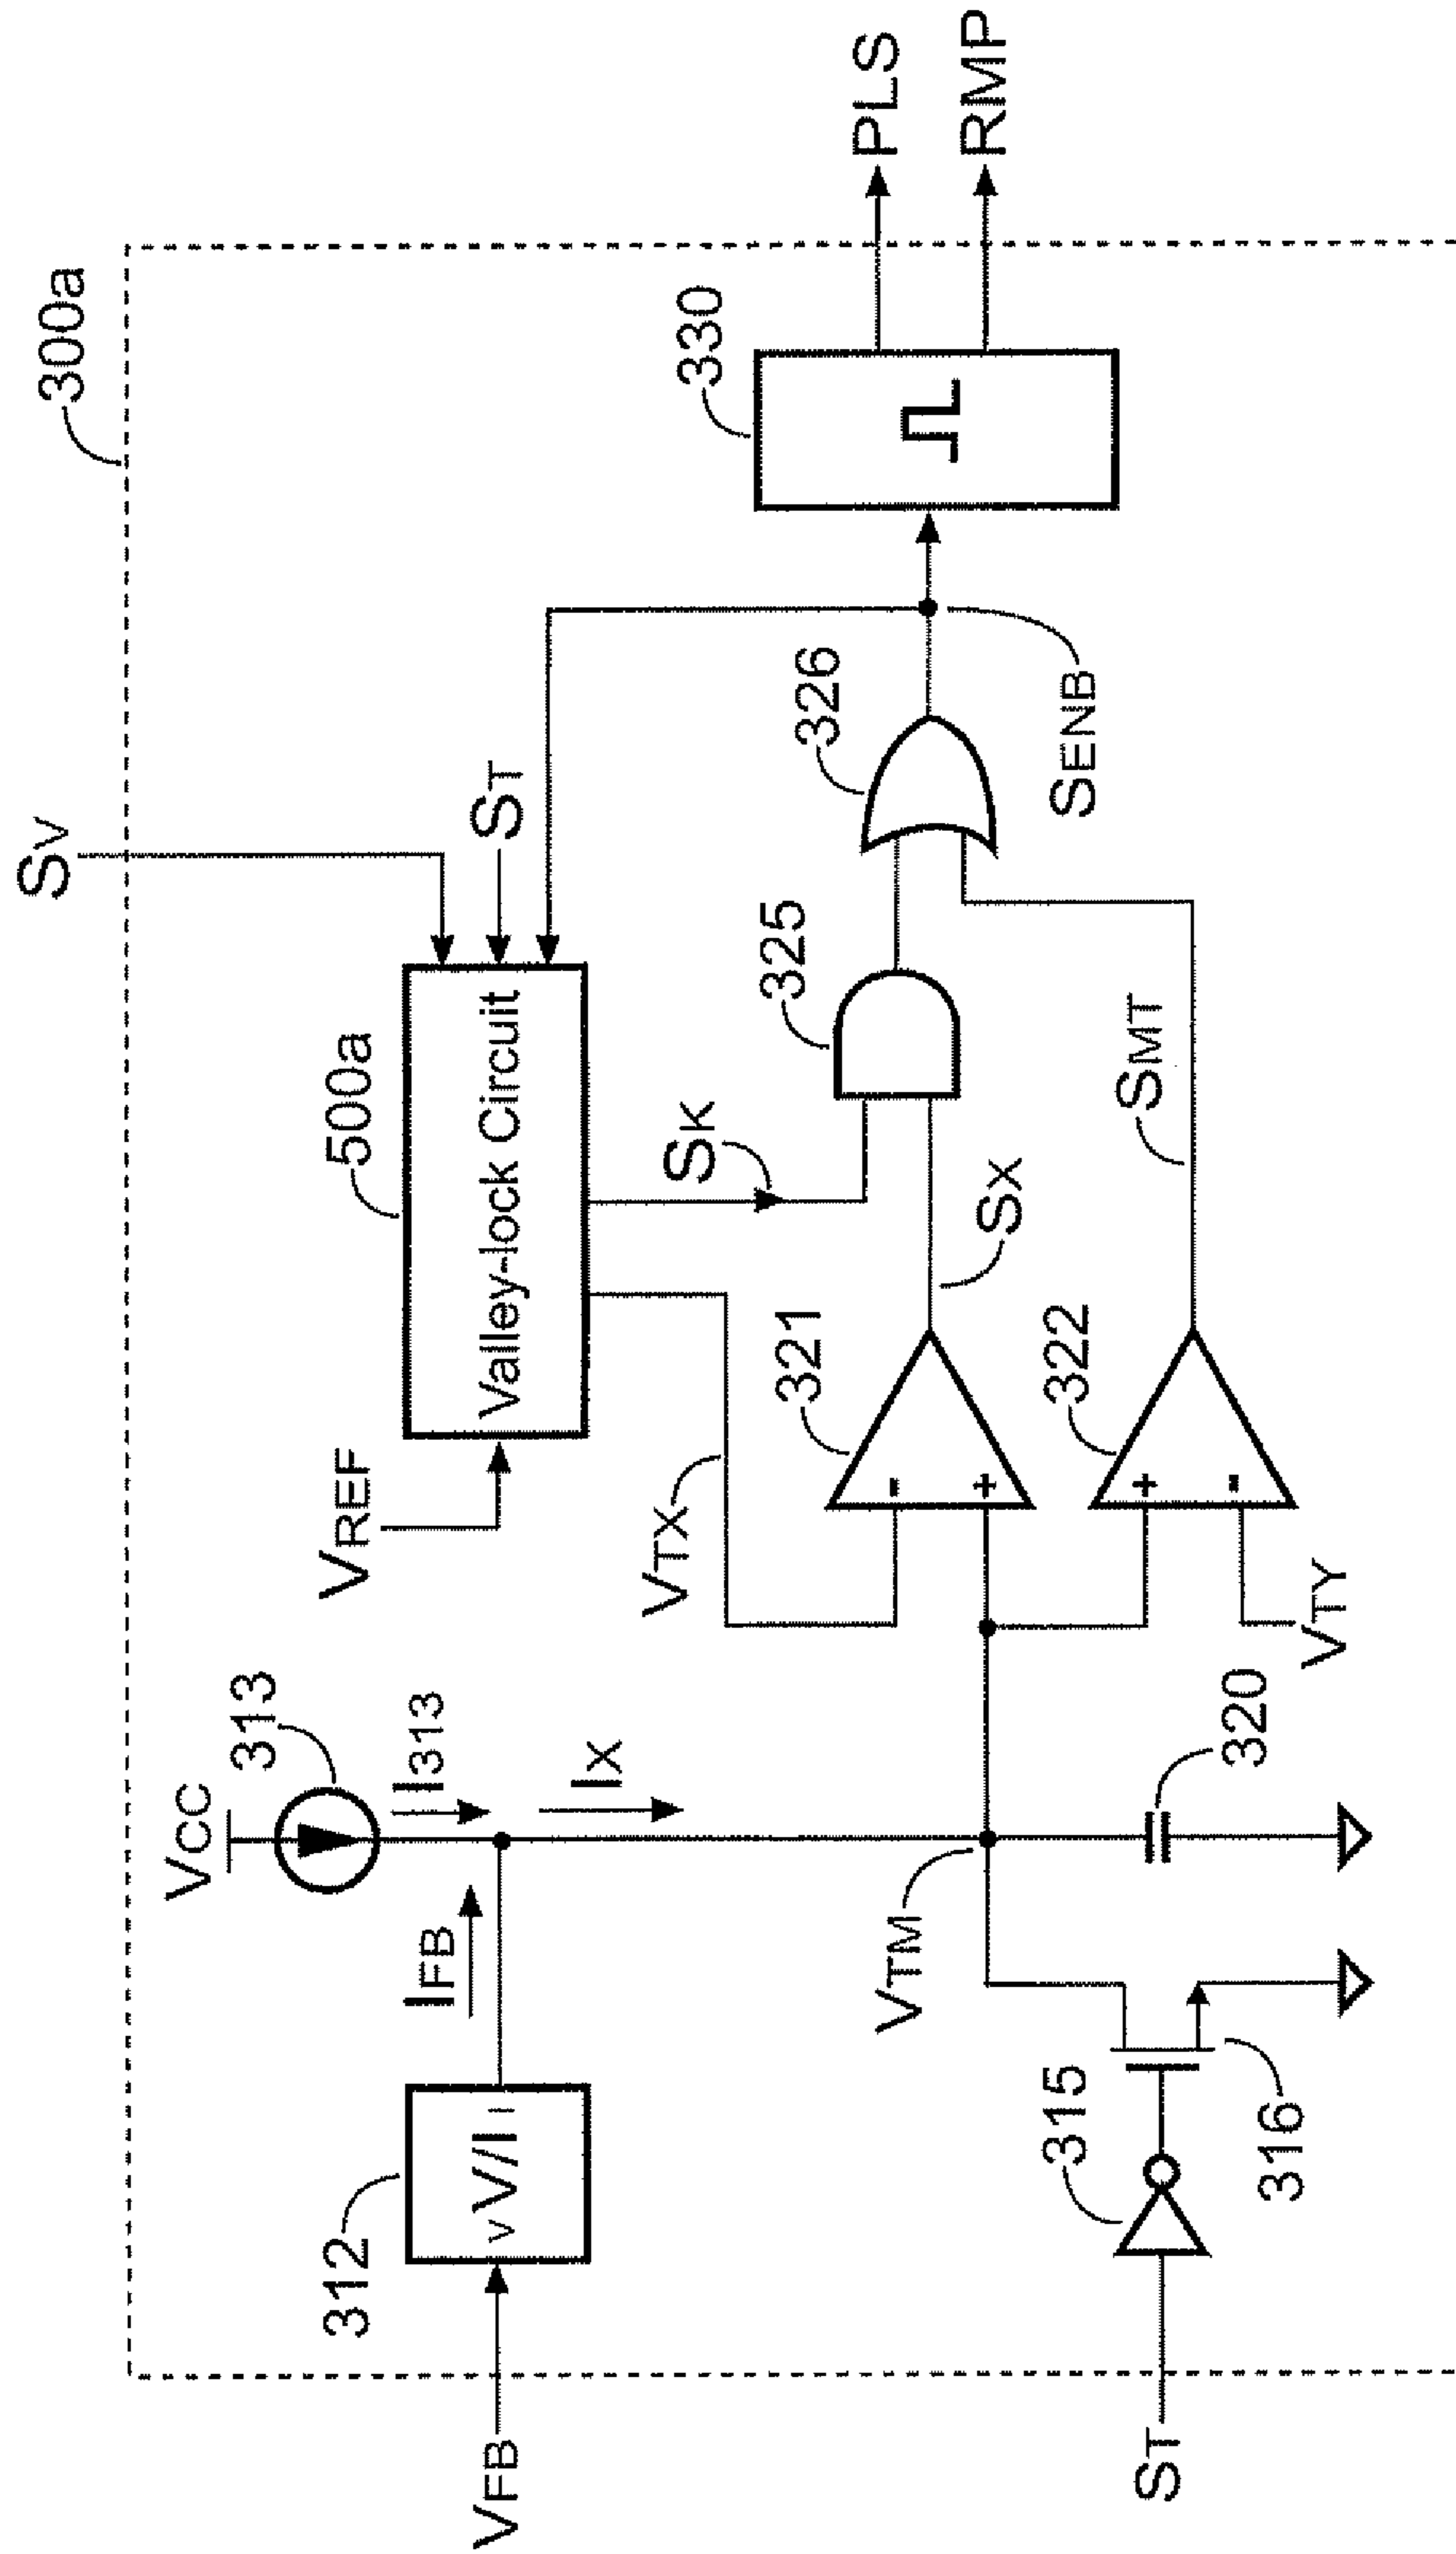 300a
SV
VREF
500a
Valley-lock Circuit
ST
VCC
313
I313
IX
VFB
312
V V/I I
IFB
VTX
SK
321
-
+
SX
325
326
SENB
330
PLS
RMP
VTM
322
+
-
VTY
SMT
320
ST
315
316